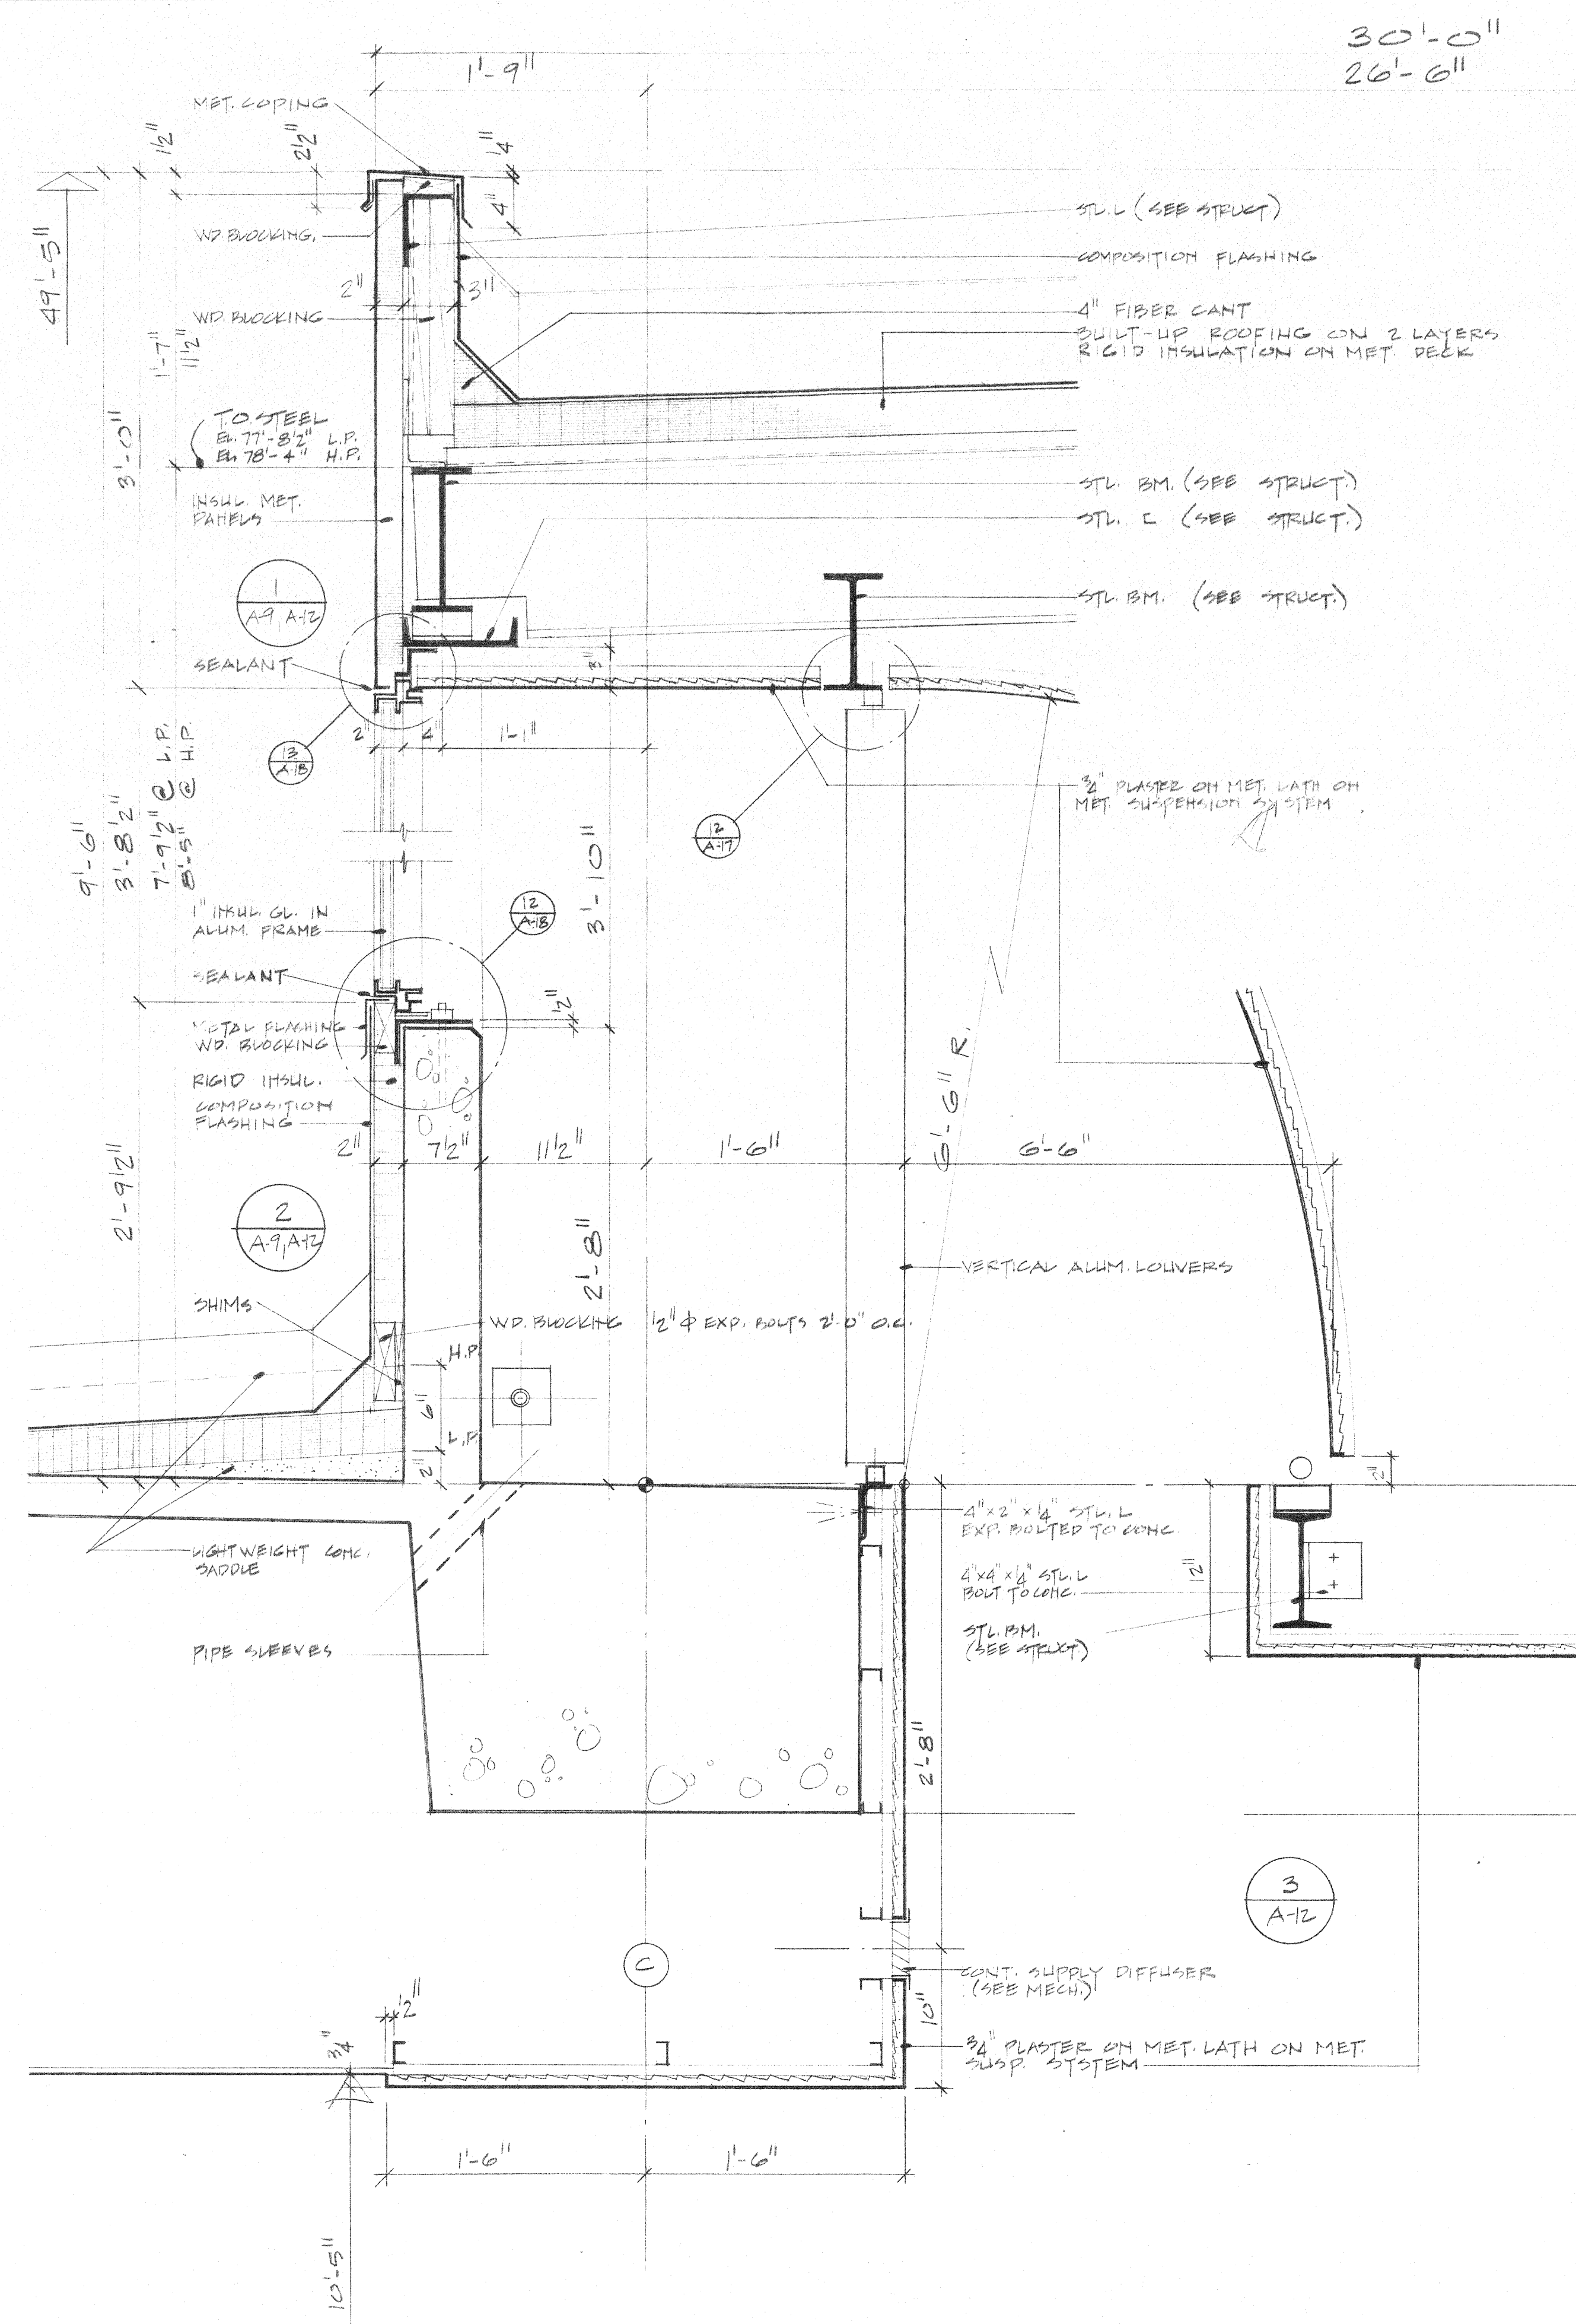 30'-0"
26'-6"
1'-9"
MET. COPING
1/2"
2 1/2"
1/4"
4"
49'-5"
WD. BLOCKING.
STL. L (SEE STRUCT)
COMPOSITION FLASHING
2"
3"
WD. BLOCKING
4" FIBER CANT
BUILT-UP ROOFING ON 2 LAYERS
RIGID INSULATION ON MET. DECK
1'-7"
11 1/2"
3'-0"
T.O. STEEL
EL. 77'-8 1/2" L.P.
EL. 78'-4" H.P.
INSUL. MET.
PANELS
STL. BM. (SEE STRUCT.)
STL. [ (SEE STRUCT.)
1
A-9, A-12
STL. BM. (SEE STRUCT.)
SEALANT
3"
2"
4"
1'-1"
13
A-18
12
A-17
3/4" PLASTER ON MET. LATH ON
MET. SUSPENSION SYSTEM
9'-6"
3'-8 1/2"
7'-9 1/2" @ L.P.
8'-5" @ H.P.
3'-10"
1" INSUL. GL. IN
ALUM. FRAME
12
A-18
SEALANT
METAL FLASHING
WD. BLOCKING
1/2"
RIGID INSUL.
COMPOSITION
FLASHING
6'-6" R.
2"
7 1/2"
11 1/2"
1'-6"
6'-6"
2'-9 1/2"
2
A-9, A-12
2'-8"
VERTICAL ALUM. LOUVERS
SHIMS
WD. BLOCKING 1/2" ϕ EXP. BOLTS 2'-0" O.C.
H.P.
6"
L.P.
2"
2"
LIGHTWEIGHT CONC.
SADDLE
4"x2"x1/4" STL. L
EXP. BOLTED TO CONC.
4"x4"x1/4" STL. L
BOLT TO CONC.
12"
STL. BM.
(SEE STRUCT)
PIPE SLEEVES
2'-8"
3
A-12
C
CONT. SUPPLY DIFFUSER
(SEE MECH.)
10"
1/2"
3/4"
3/4" PLASTER ON MET. LATH ON MET.
SUSP. SYSTEM
1'-6"
1'-6"
10'-5"